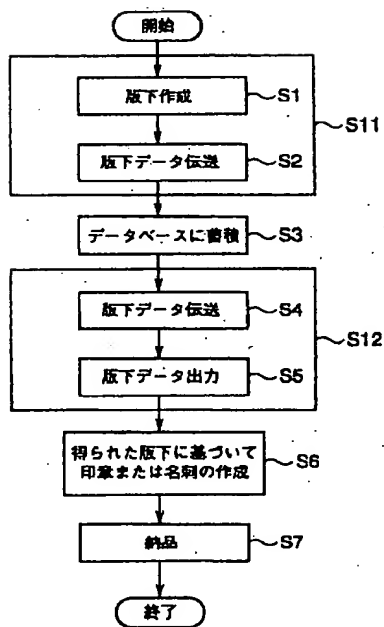 開始
版下作成
S1
S11
版下データ伝送
S2
データベースに蓄積
S3
版下データ伝送
S4
S12
版下データ出力
S5
得られた版下に基づいて
印章または名刺の作成
S6
納品
S7
終了